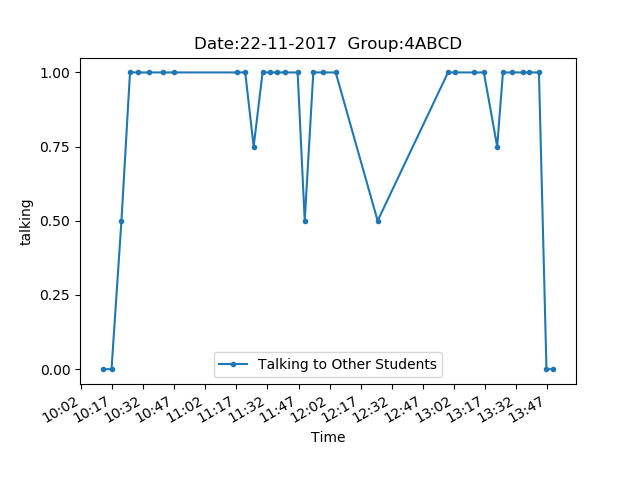 Date:22-11-2017  Group:4ABCD
1.00
0.75
0.50
0.25
0.00
talking
Talking to Other Students
10:02 10:17 10:32 10:47 11:02 11:17 11:32 11:47 12:02 12:17 12:32 12:47 13:02 13:17 13:32 13:47
Time